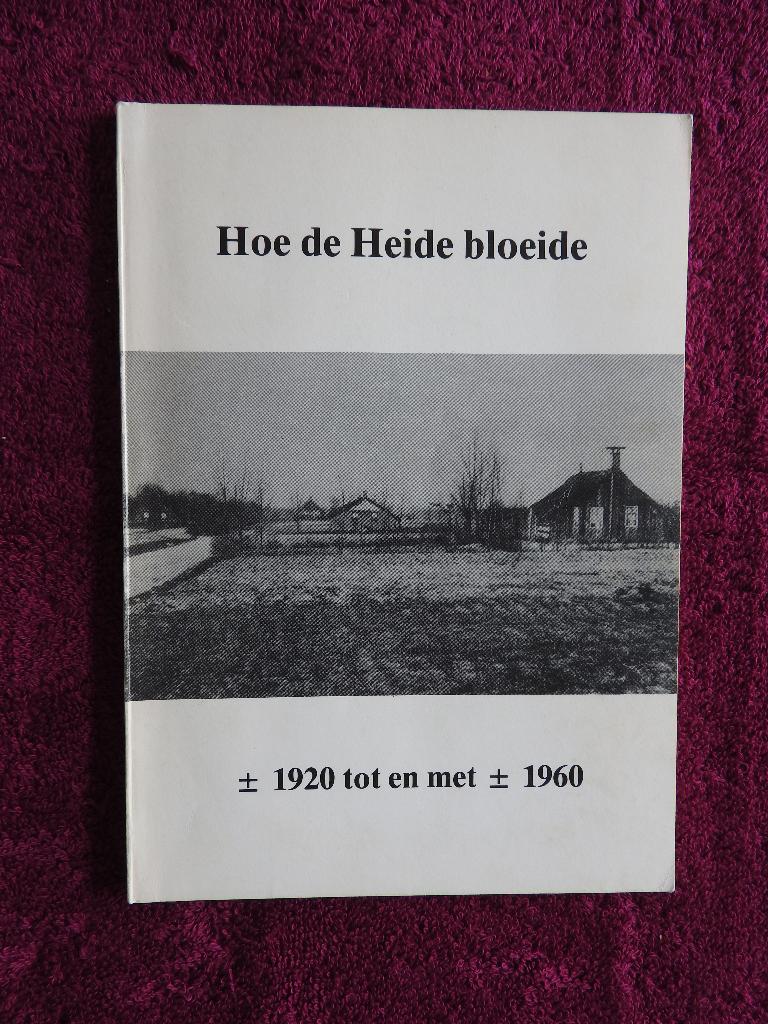 Hoe de Heide bloeide
± 1920 tot en met ± 1960